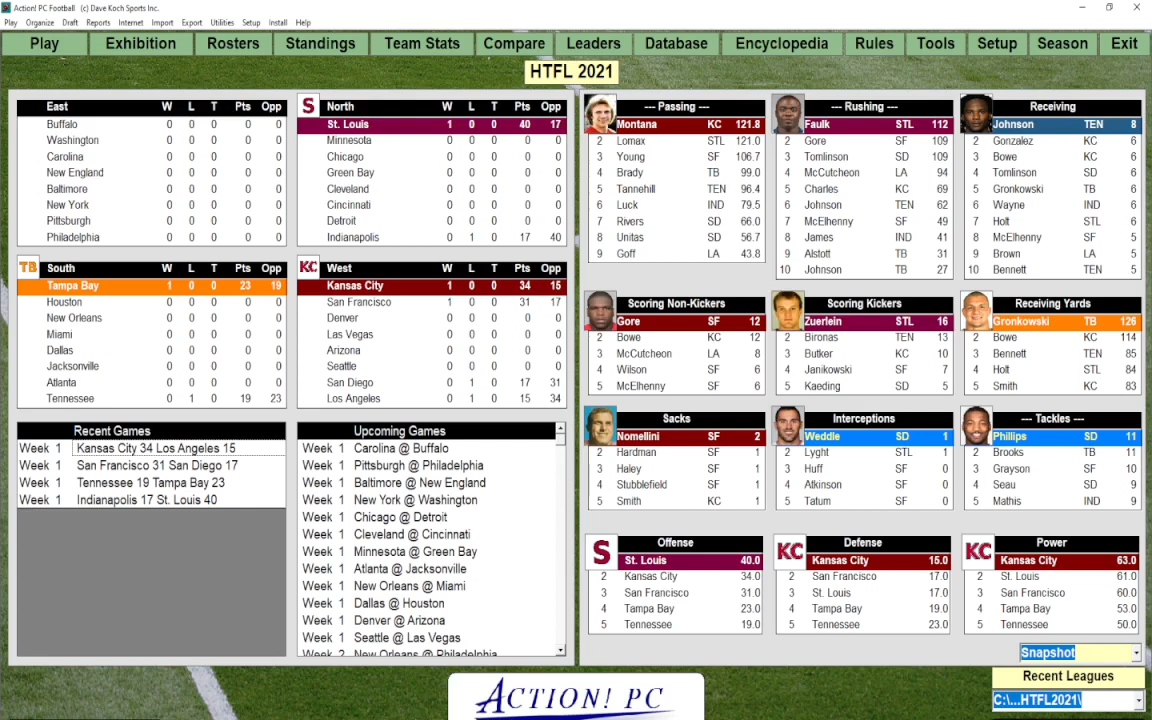 Action! PC Football (c) Dave Koch Sports Inc.
Play Organize Draft Reports Internet Import Export Utilities Setup Install Help
Play Exhibition Rosters Standings Team Stats Compare Leaders Database Encyclopedia Rules Tools Setup Season Exit
HTFL 2021
East W L T Pts Opp
Buffalo 0 0 0 0 0
Washington 0 0 0 0 0
Carolina 0 0 0 0 0
New England 0 0 0 0 0
Baltimore 0 0 0 0 0
New York 0 0 0 0 0
Pittsburgh 0 0 0 0 0
Philadelphia 0 0 0 0 0
S North W L T Pts Opp
St. Louis 1 0 0 40 17
Minnesota 0 0 0 0 0
Chicago 0 0 0 0 0
Green Bay 0 0 0 0 0
Cleveland 0 0 0 0 0
Cincinnati 0 0 0 0 0
Detroit 0 0 0 0 0
Indianapolis 0 1 0 17 40
TB South W L T Pts Opp
Tampa Bay 1 0 0 23 19
Houston 0 0 0 0 0
New Orleans 0 0 0 0 0
Miami 0 0 0 0 0
Dallas 0 0 0 0 0
Jacksonville 0 0 0 0 0
Atlanta 0 0 0 0 0
Tennessee 0 1 0 19 23
KC West W L T Pts Opp
Kansas City 1 0 0 34 15
San Francisco 1 0 0 31 17
Denver 0 0 0 0 0
Las Vegas 0 0 0 0 0
Arizona 0 0 0 0 0
Seattle 0 0 0 0 0
San Diego 0 1 0 17 31
Los Angeles 0 1 0 15 34
Recent Games
Week 1 Kansas City 34 Los Angeles 15
Week 1 San Francisco 31 San Diego 17
Week 1 Tennessee 19 Tampa Bay 23
Week 1 Indianapolis 17 St. Louis 40
Upcoming Games
Week 1 Carolina @ Buffalo
Week 1 Pittsburgh @ Philadelphia
Week 1 Baltimore @ New England
Week 1 New York @ Washington
Week 1 Chicago @ Detroit
Week 1 Cleveland @ Cincinnati
Week 1 Minnesota @ Green Bay
Week 1 Atlanta @ Jacksonville
Week 1 New Orleans @ Miami
Week 1 Dallas @ Houston
Week 1 Denver @ Arizona
Week 1 Seattle @ Las Vegas
Week 2 New Orleans @ Philadelphia
--- Passing ---
Montana KC 121.8
2 Lomax STL 121.0
3 Young SF 106.7
4 Brady TB 99.0
5 Tannehill TEN 96.4
6 Luck IND 79.5
7 Rivers SD 66.0
8 Unitas SD 56.7
9 Goff LA 43.8
--- Rushing ---
Faulk STL 112
2 Gore SF 109
3 Tomlinson SD 109
4 McCutcheon LA 94
5 Charles KC 69
6 Johnson TEN 62
7 McElhenny SF 49
8 James IND 41
9 Alstott TB 31
10 Johnson TB 27
Receiving
Johnson TEN 8
2 Gonzalez KC 6
3 Bowe KC 6
4 Tomlinson SD 6
5 Gronkowski TB 6
6 Wayne IND 6
7 Holt STL 6
8 McElhenny SF 5
9 Brown LA 5
10 Bennett TEN 5
Scoring Non-Kickers
Gore SF 12
2 Bowe KC 12
3 McCutcheon LA 8
4 Wilson SF 6
5 McElhenny SF 6
Scoring Kickers
Zuerlein STL 16
2 Bironas TEN 13
3 Butker KC 10
4 Janikowski SF 7
5 Kaeding SD 5
Receiving Yards
Gronkowski TB 126
2 Bowe KC 114
3 Bennett TEN 85
4 Holt STL 84
5 Smith KC 83
Sacks
Nomellini SF 2
2 Hardman SF 1
3 Haley SF 1
4 Stubblefield SF 1
5 Smith KC 1
Interceptions
Weddle SD 1
2 Lyght STL 1
3 Huff SF 0
4 Atkinson SF 0
5 Tatum SF 0
--- Tackles ---
Phillips SD 11
2 Brooks TB 11
3 Grayson SF 10
4 Seau SD 9
5 Mathis IND 9
Offense
S St. Louis 40.0
2 Kansas City 34.0
3 San Francisco 31.0
4 Tampa Bay 23.0
5 Tennessee 19.0
Defense
KC Kansas City 15.0
2 San Francisco 17.0
3 St. Louis 17.0
4 Tampa Bay 19.0
5 Tennessee 23.0
Power
KC Kansas City 63.0
2 St. Louis 61.0
3 San Francisco 60.0
4 Tampa Bay 53.0
5 Tennessee 50.0
Snapshot
Recent Leagues
C:\...HTFL2021\
ACTION! PC